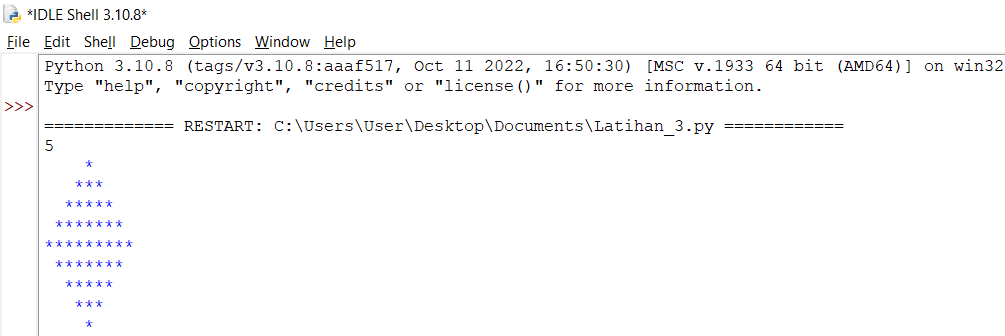 *IDLE Shell 3.10.8*
File Edit Shell Debug Options Window Help
Python 3.10.8 (tags/v3.10.8:aaaf517, Oct 11 2022, 16:50:30) [MSC v.1933 64 bit (AMD64)] on win32
Type "help", "copyright", "credits" or "license()" for more information.
>>>
============= RESTART: C:\Users\User\Desktop\Documents\Latihan_3.py ============
5
    *
   ***
  *****
 *******
*********
 *******
  *****
   ***
    *